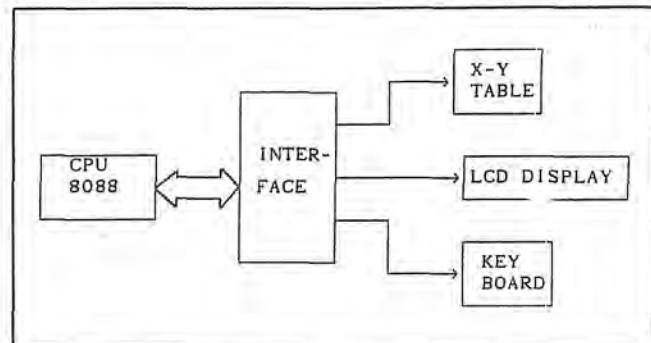 CPU
8088
INTER-
FACE
X-Y
TABLE
LCD DISPLAY
KEY
BOARD